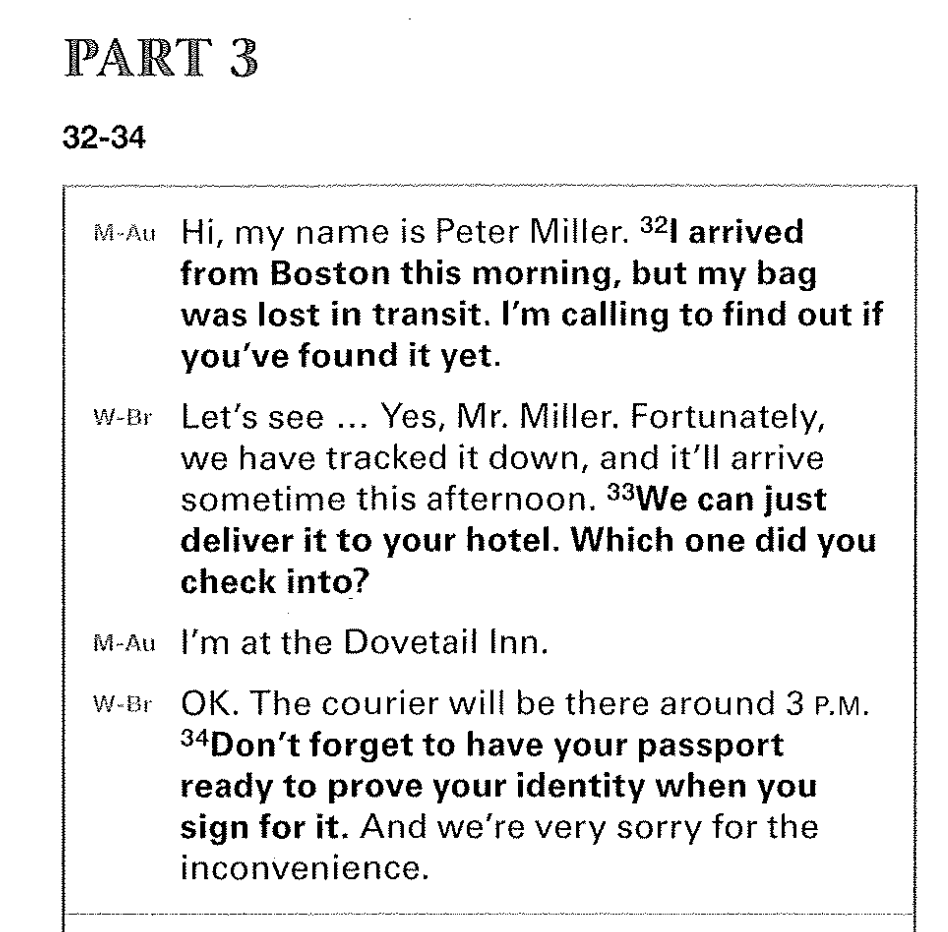 PART 3
32-34
M-Au Hi, my name is Peter Miller. 32I arrived
from Boston this morning, but my bag
was lost in transit. I'm calling to find out if
you've found it yet.
W-Br Let's see ... Yes, Mr. Miller. Fortunately,
we have tracked it down, and it'll arrive
sometime this afternoon. 33We can just
deliver it to your hotel. Which one did you
check into?
M-Au I'm at the Dovetail Inn.
W-Br OK. The courier will be there around 3 P.M.
34Don't forget to have your passport
ready to prove your identity when you
sign for it. And we're very sorry for the
inconvenience.